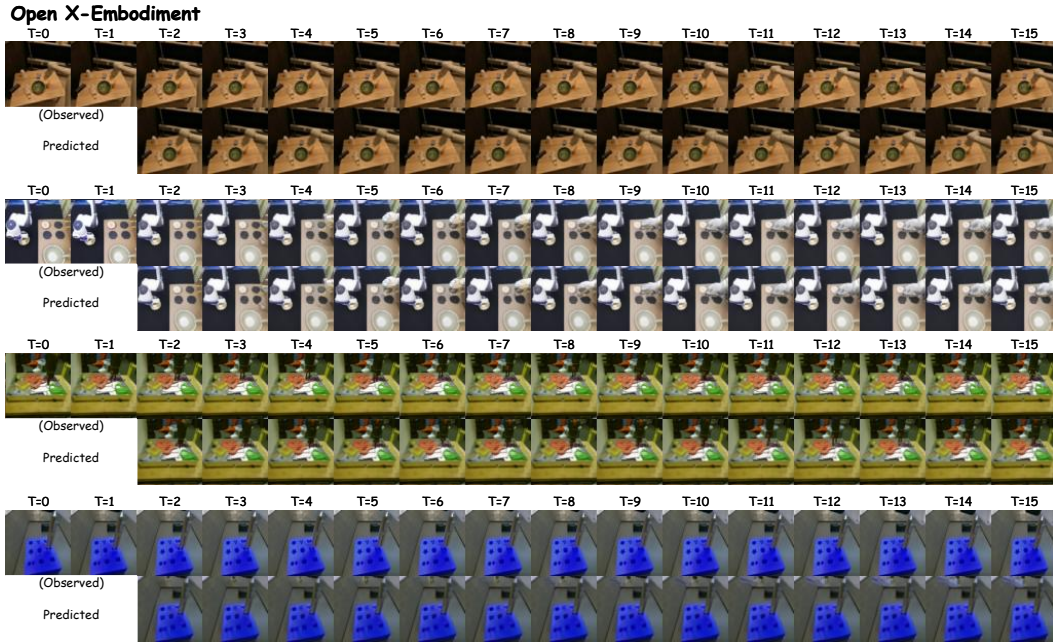 Open X-Embodiment
T=0 T=1 T=2 T=3 T=4 T=5 T=6 T=7 T=8 T=9 T=10 T=11 T=12 T=13 T=14 T=15
(Observed)
Predicted
T=0 T=1 T=2 T=3 T=4 T=5 T=6 T=7 T=8 T=9 T=10 T=11 T=12 T=13 T=14 T=15
(Observed)
Predicted
T=0 T=1 T=2 T=3 T=4 T=5 T=6 T=7 T=8 T=9 T=10 T=11 T=12 T=13 T=14 T=15
(Observed)
Predicted
T=0 T=1 T=2 T=3 T=4 T=5 T=6 T=7 T=8 T=9 T=10 T=11 T=12 T=13 T=14 T=15
(Observed)
Predicted